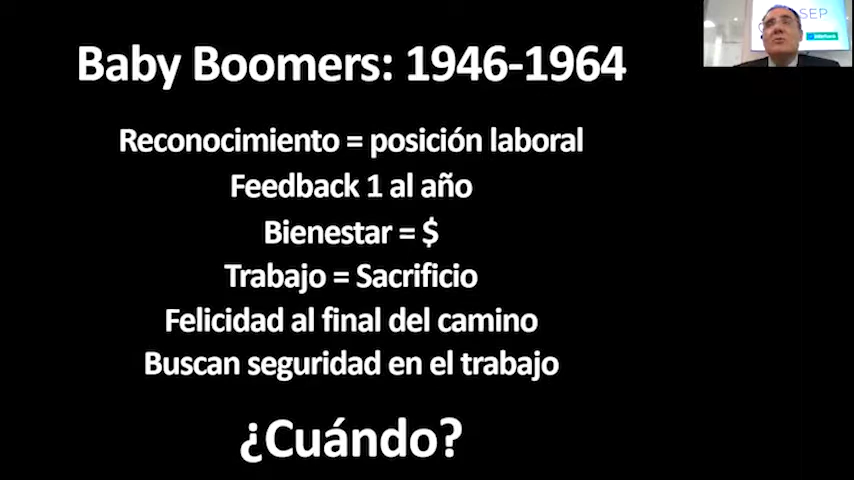 Baby Boomers: 1946-1964
SEP
Reconocimiento = posición laboral
Feedback 1 al año
Bienestar = $
Trabajo = Sacrificio
Felicidad al final del camino
Buscan seguridad en el trabajo
¿Cuándo?